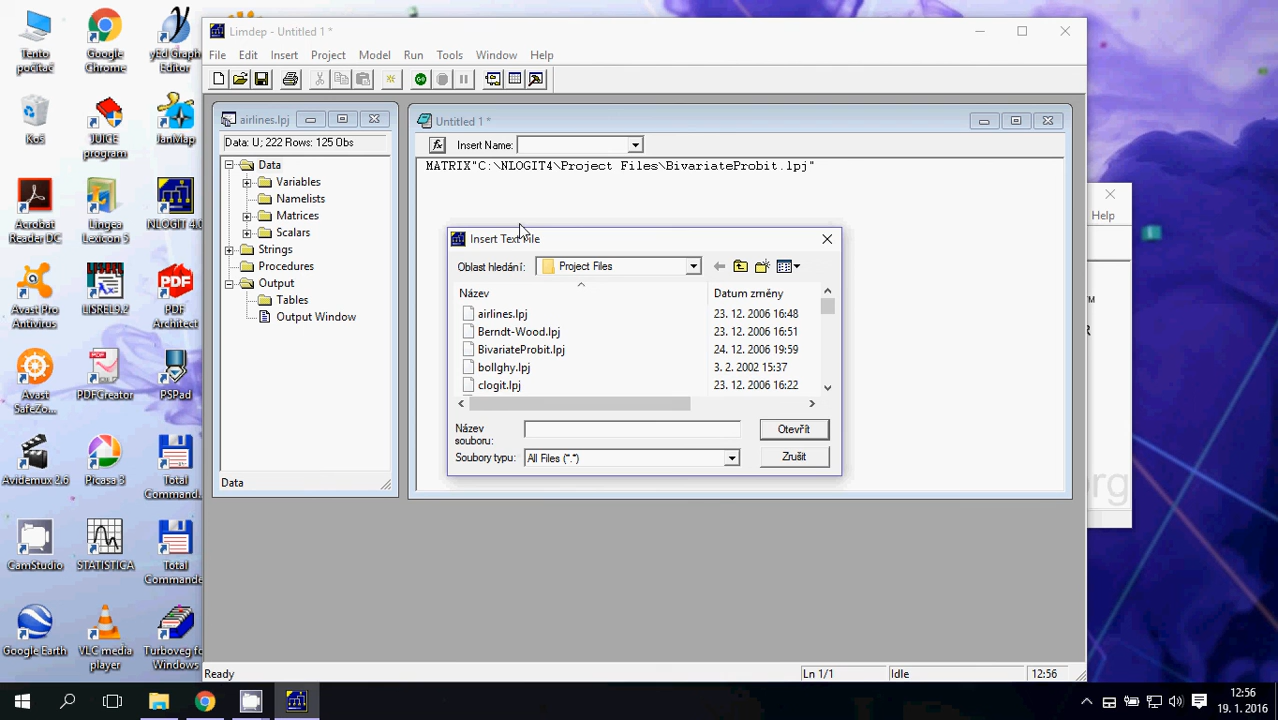 Tento počítač
Google Chrome
yEd Graph Editor
Koš
JUICE program
JanMap
Acrobat Reader DC
Lingea Lexicon 5
NLOGIT 4.0
Avast Pro Antivirus
LISREL9.2
PDF Architect
Avast SafeZo...
PDFCreator
PSPad
Avidemux 2.6
Picasa 3
Total Command...
CamStudio
STATISTICA
Total Commande
Google Earth
VLC media player
Turboveg fo Windows
Limdep - Untitled 1 *
File Edit Insert Project Model Run Tools Window Help
airlines.lpj
Data: U; 222 Rows: 125 Obs
Data
Variables
Namelists
Matrices
Scalars
Strings
Procedures
Output
Tables
Output Window
Data
Untitled 1 *
fx Insert Name:
MATRIX"C:\NLOGIT4\Project Files\BivariateProbit.lpj"
Insert Text File
Oblast hledání: Project Files
Název Datum změny
airlines.lpj 23. 12. 2006 16:48
Berndt-Wood.lpj 23. 12. 2006 16:51
BivariateProbit.lpj 24. 12. 2006 19:59
bollghy.lpj 3. 2. 2002 15:37
clogit.lpj 23. 12. 2006 16:22
Název souboru: Otevřít
Soubory typu: All Files (*.*) Zrušit
Help
TM
R
org
Ready Ln 1/1 Idle 12:56
12:56
19. 1. 2016